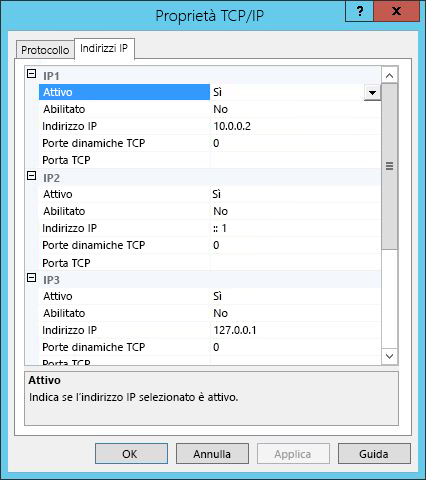 Proprietà TCP/IP
? x
Protocollo Indirizzi IP
IP1
Attivo Sì
Abilitato No
Indirizzo IP 10.0.0.2
Porte dinamiche TCP 0
Porta TCP
IP2
Attivo Sì
Abilitato No
Indirizzo IP :: 1
Porte dinamiche TCP 0
Porta TCP
IP3
Attivo Sì
Abilitato No
Indirizzo IP 127.0.0.1
Porte dinamiche TCP 0
Porta TCP
Attivo
Indica se l'indirizzo IP selezionato è attivo.
OK Annulla Applica Guida